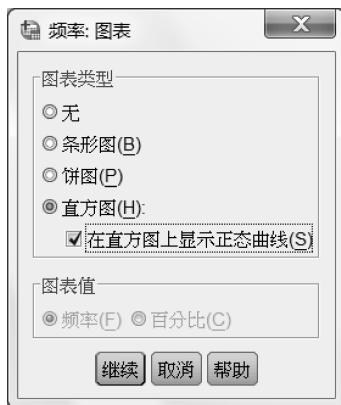 频率: 图表
图表类型
无
条形图(B)
饼图(P)
直方图(H):
在直方图上显示正态曲线(S)
图表值
频率(F) 百分比(C)
继续 取消 帮助